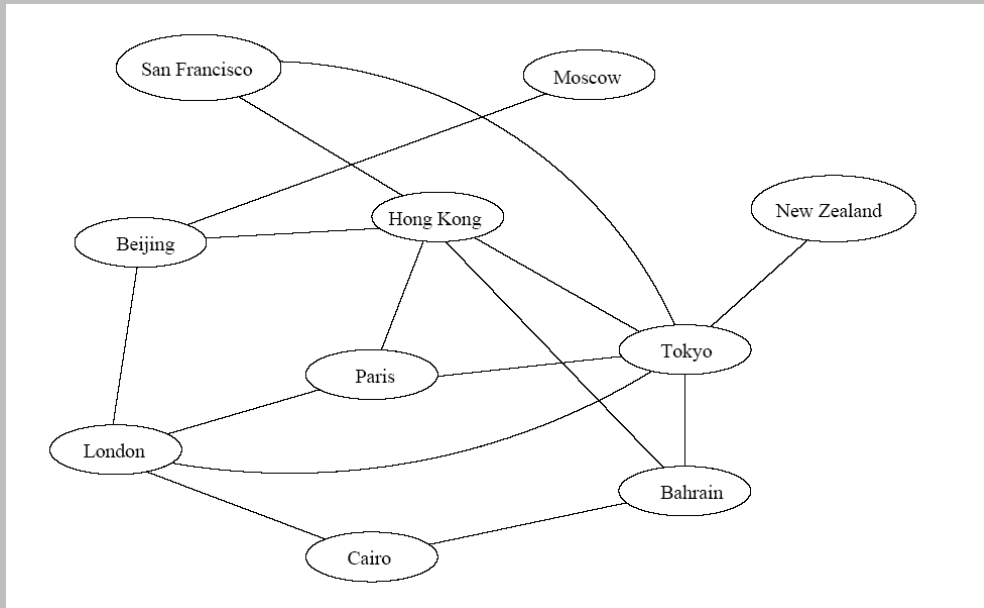 San Francisco
Moscow
New Zealand
Hong Kong
Beijing
Tokyo
Paris
London
Bahrain
Cairo